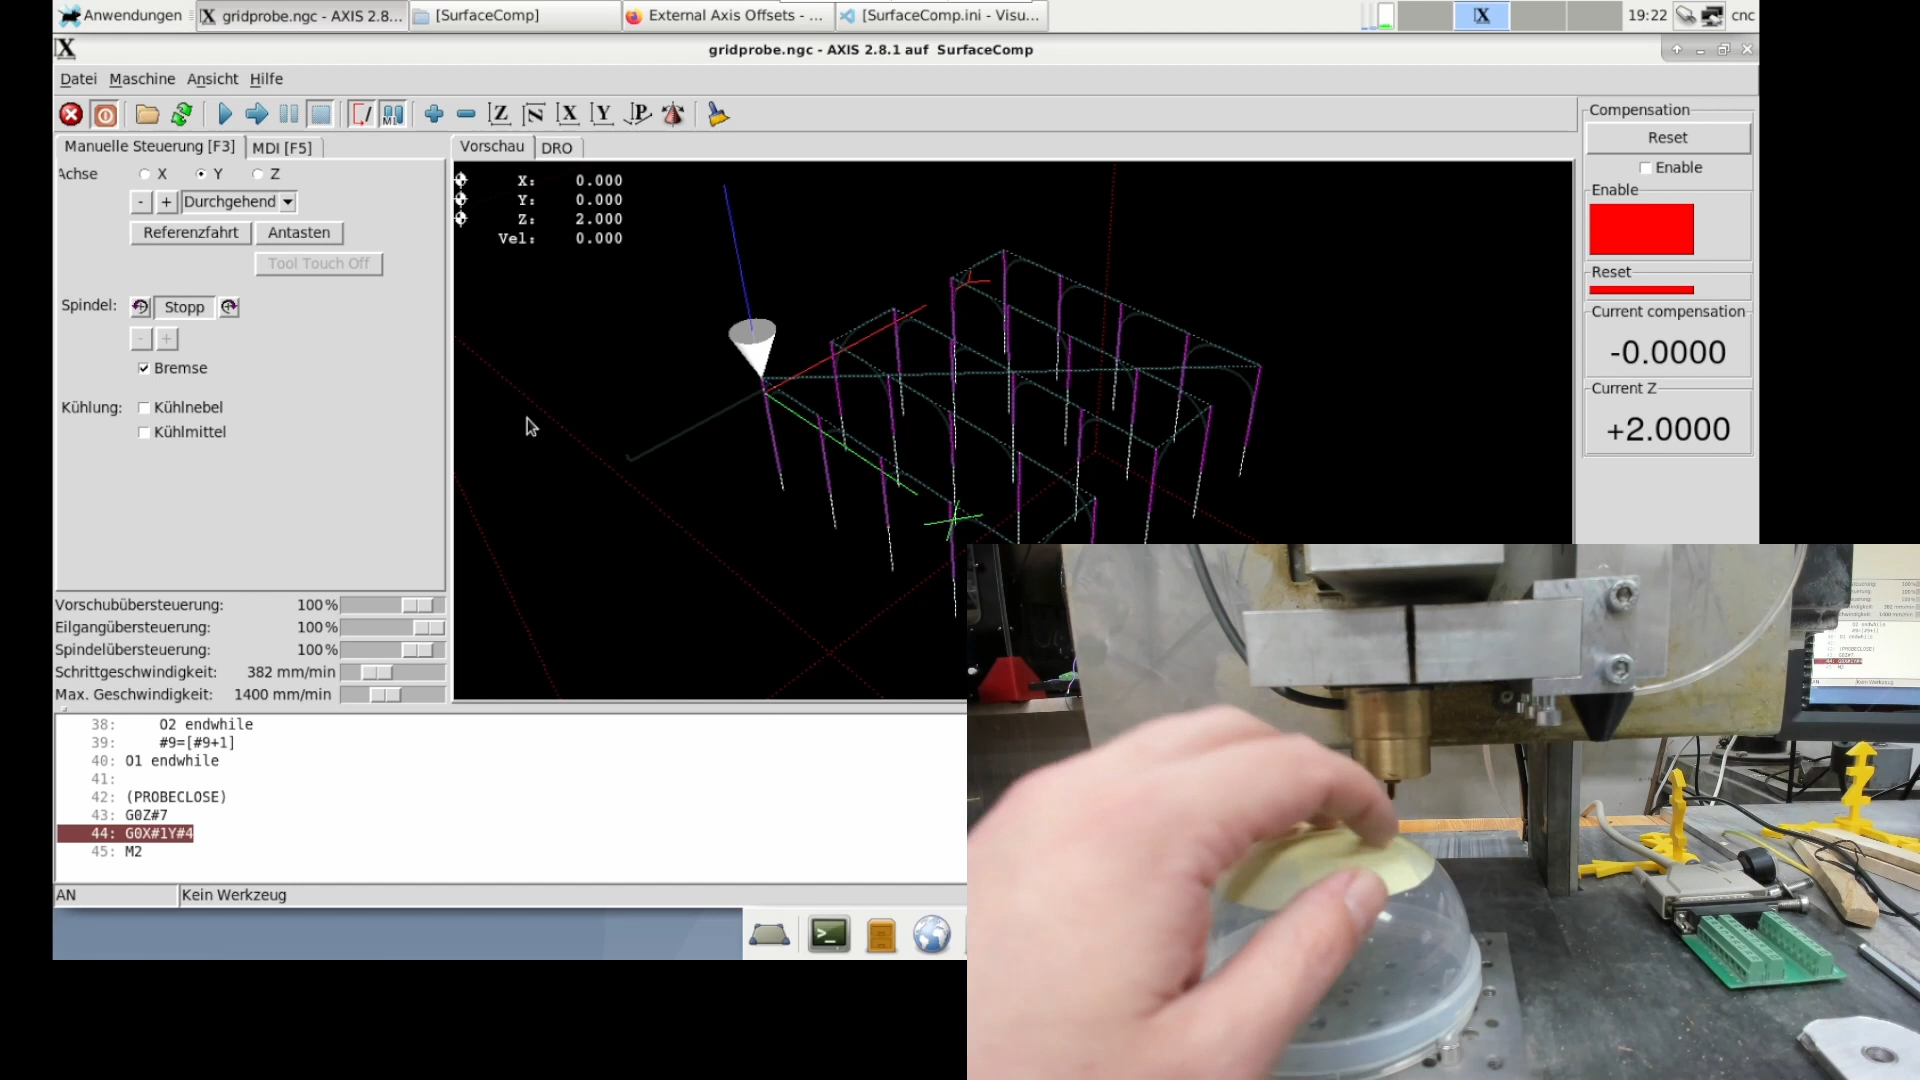 Anwendungen
gridprobe.ngc - AXIS 2.8...
[SurfaceComp]
External Axis Offsets - ...
[SurfaceComp.ini - Visu...
19:22
cnc
gridprobe.ngc - AXIS 2.8.1 auf SurfaceComp
Datei Maschine Ansicht Hilfe
Manuelle Steuerung [F3]
MDI [F5]
Achse X Y Z
- + Durchgehend
Referenzfahrt Antasten
Tool Touch Off
Spindel: Stopp
- +
Bremse
Kühlung: Kühlnebel
Kühlmittel
Vorschubübersteuerung: 100%
Eilgangübersteuerung: 100%
Spindelübersteuerung: 100%
Schrittgeschwindigkeit: 382 mm/min
Max. Geschwindigkeit: 1400 mm/min
Vorschau DRO
X: 0.000
Y: 0.000
Z: 2.000
Vel: 0.000
Compensation
Reset
Enable
Enable
Reset
Current compensation
-0.0000
Current Z
+2.0000
38: O2 endwhile
39: #9=[#9+1]
40: O1 endwhile
41:
42: (PROBECLOSE)
43: G0Z#7
44: G0X#1Y#4
45: M2
AN
Kein Werkzeug